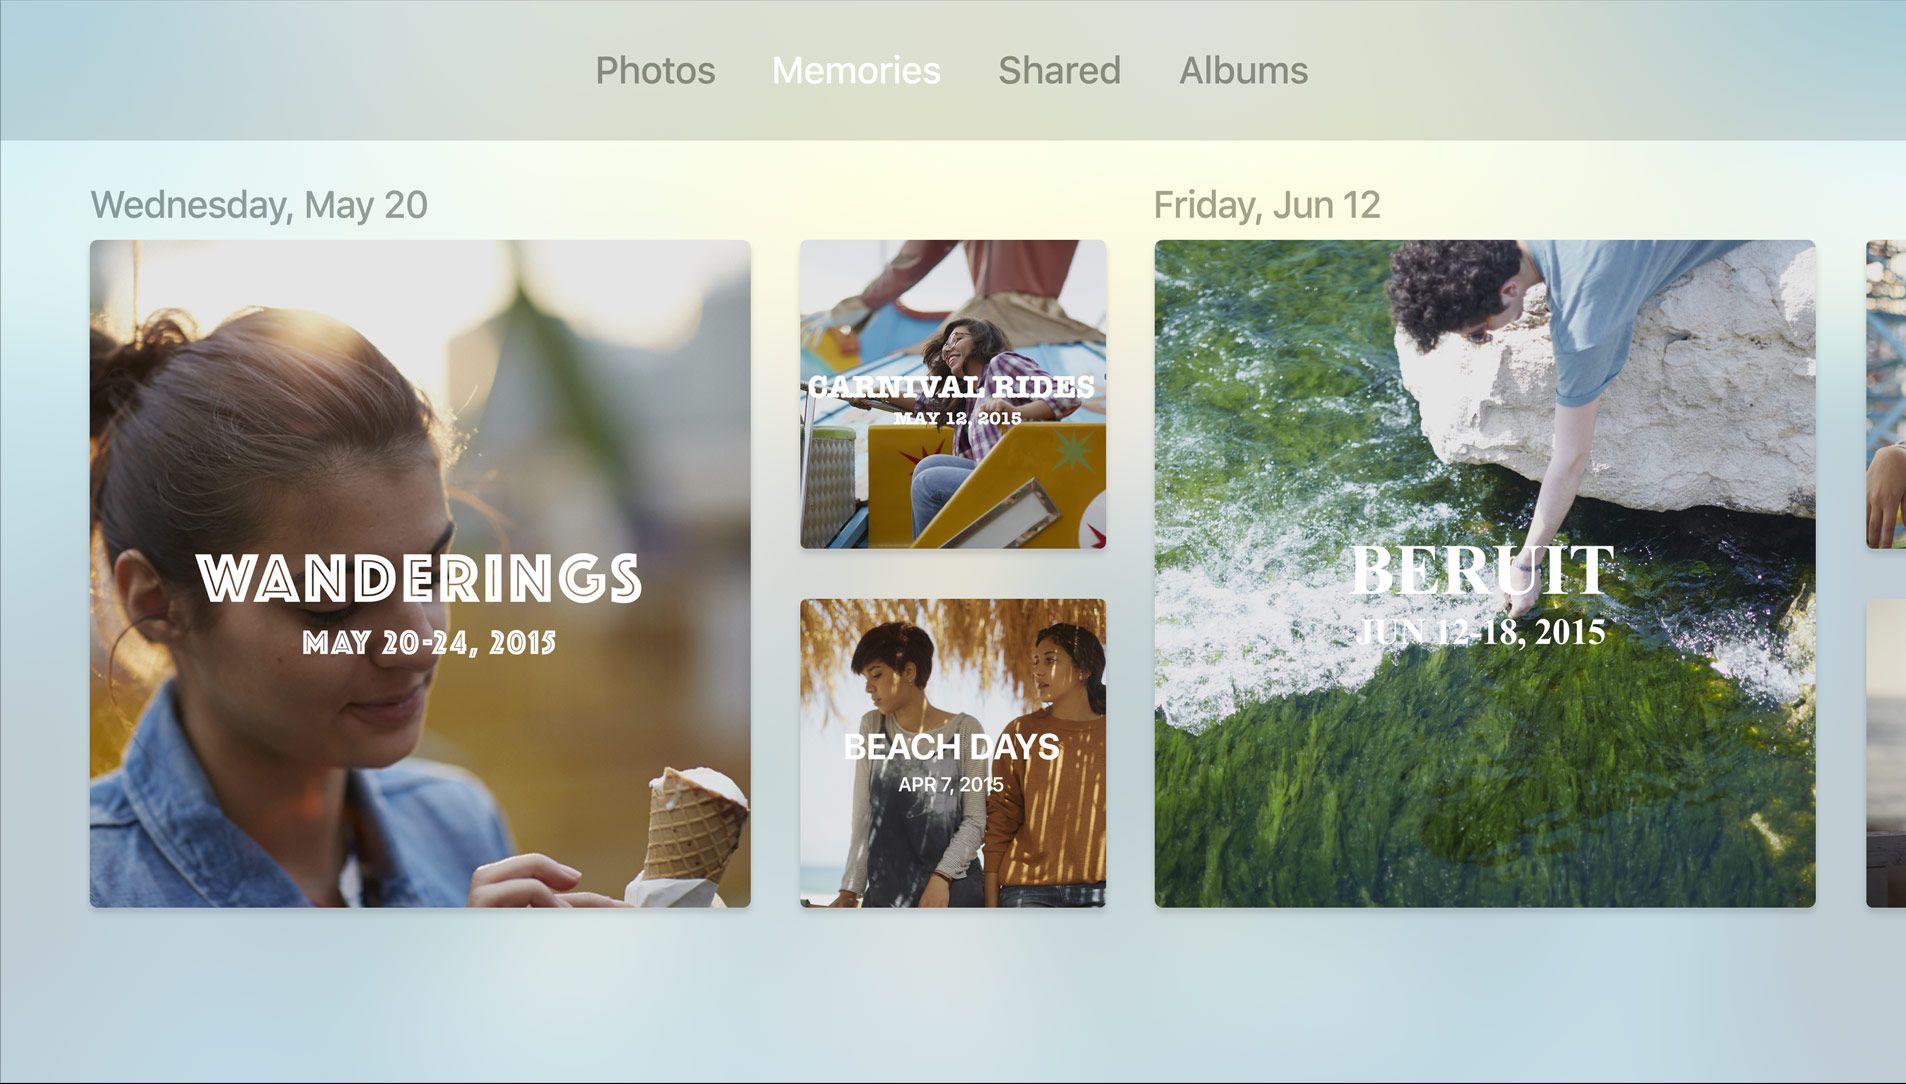 Photos Memories Shared Albums
Wednesday, May 20
WANDERINGS
MAY 20-24, 2015
CARNIVAL RIDES
MAY 12, 2015
BEACH DAYS
APR 7, 2015
Friday, Jun 12
BERUIT
JUN 12-18, 2015